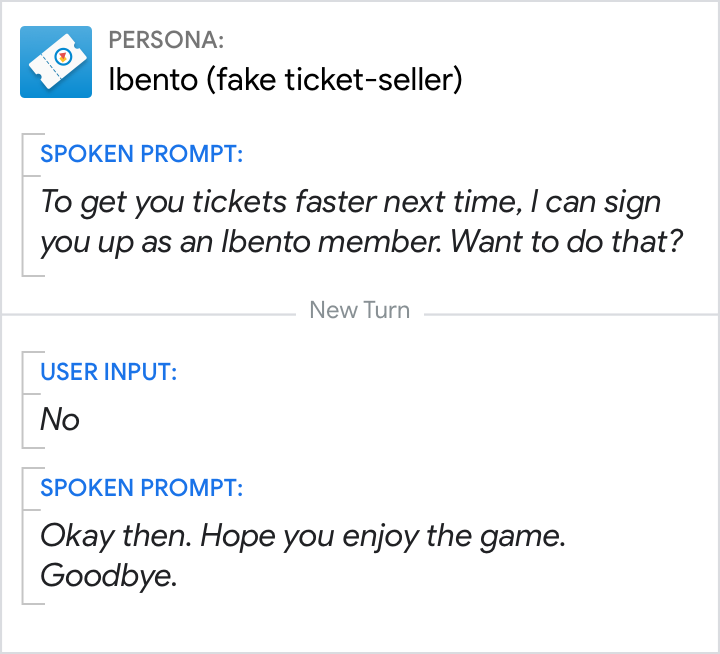 PERSONA:
Ibento (fake ticket-seller)
SPOKEN PROMPT:
To get you tickets faster next time, I can sign
you up as an Ibento member. Want to do that?
New Turn
USER INPUT:
No
SPOKEN PROMPT:
Okay then. Hope you enjoy the game.
Goodbye.